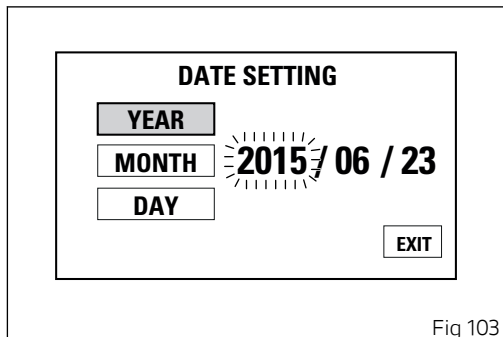 DATE SETTING
YEAR
MONTH
2015 / 06 / 23
DAY
EXIT
Fig 103